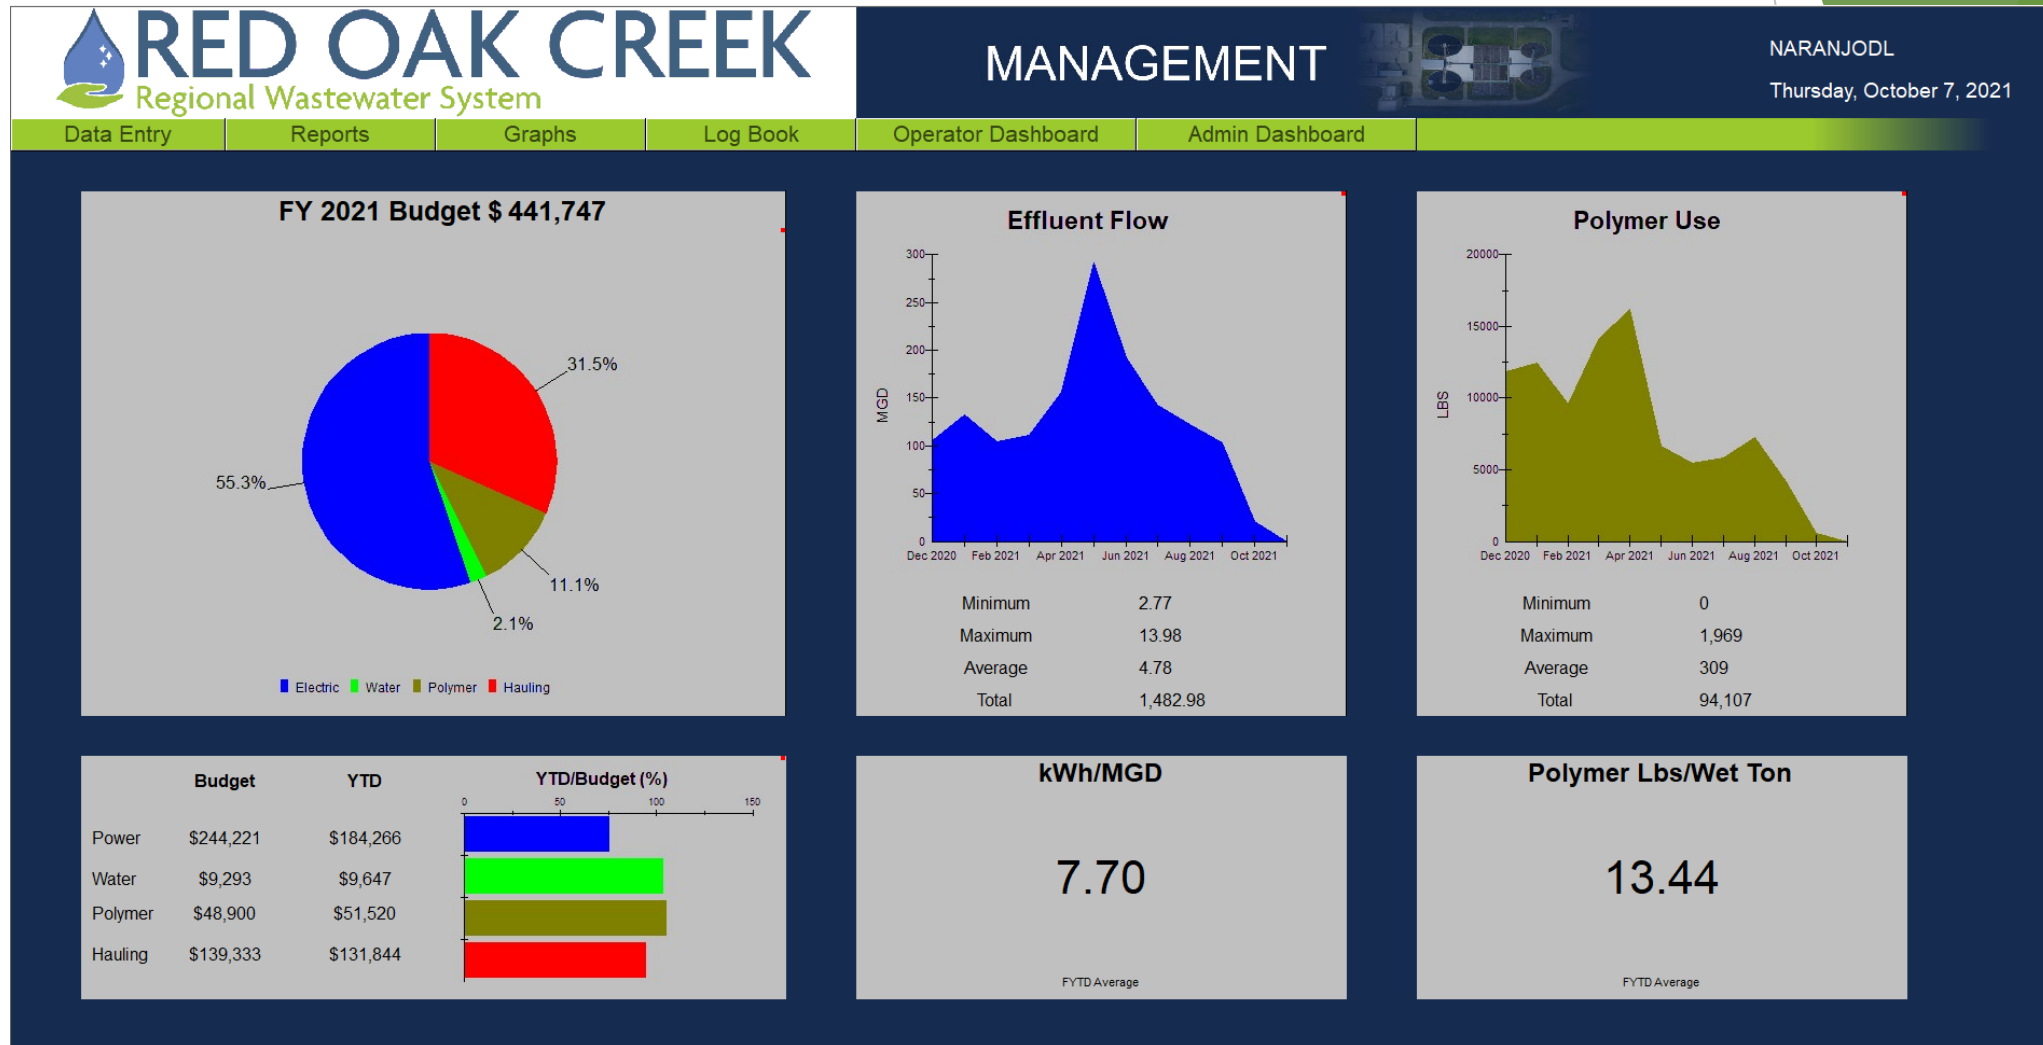 RED OAK CREEK
Regional Wastewater System
MANAGEMENT
NARANJODL
Thursday, October 7, 2021
Data Entry Reports Graphs Log Book Operator Dashboard Admin Dashboard
FY 2021 Budget $ 441,747
31.5%
55.3%
11.1%
2.1%
Electric Water Polymer Hauling
Effluent Flow
MGD
300
250
200
150
100
50
0
Dec 2020 Feb 2021 Apr 2021 Jun 2021 Aug 2021 Oct 2021
Minimum 2.77
Maximum 13.98
Average 4.78
Total 1,482.98
Polymer Use
LBS
20000
15000
10000
5000
0
Dec 2020 Feb 2021 Apr 2021 Jun 2021 Aug 2021 Oct 2021
Minimum 0
Maximum 1,969
Average 309
Total 94,107
Budget YTD YTD/Budget (%)
0 50 100 150
Power $244,221 $184,266
Water $9,293 $9,647
Polymer $48,900 $51,520
Hauling $139,333 $131,844
kWh/MGD
7.70
FYTD Average
Polymer Lbs/Wet Ton
13.44
FYTD Average